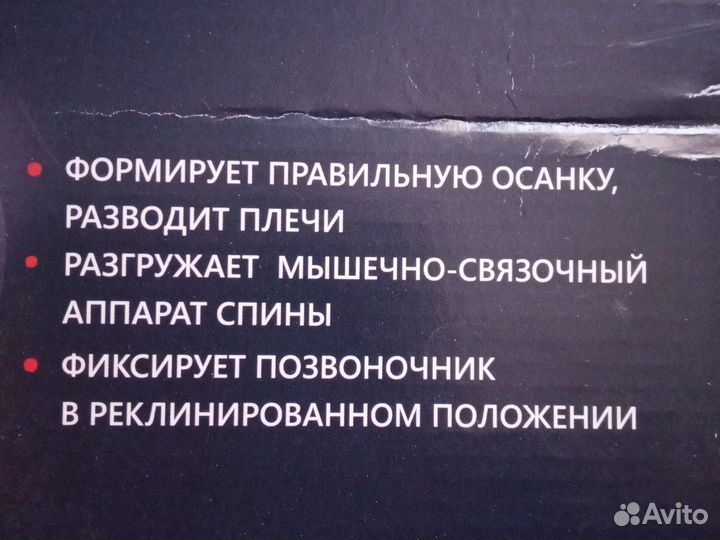 • ФОРМИРУЕТ ПРАВИЛЬНУЮ ОСАНКУ,
РАЗВОДИТ ПЛЕЧИ
• РАЗГРУЖАЕТ МЫШЕЧНО-СВЯЗОЧНЫЙ
АППАРАТ СПИНЫ
• ФИКСИРУЕТ ПОЗВОНОЧНИК
В РЕКЛИНИРОВАННОМ ПОЛОЖЕНИИ
Avito